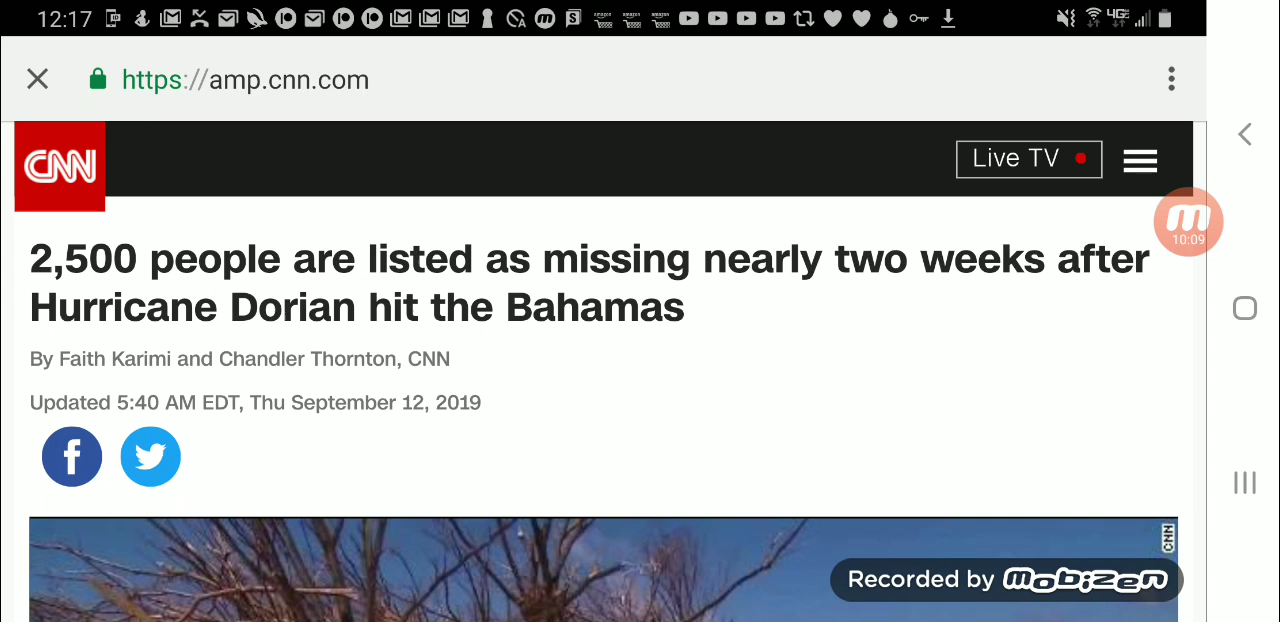 12:17
4G
https://amp.cnn.com
CNN
Live TV
10:09
2,500 people are listed as missing nearly two weeks after
Hurricane Dorian hit the Bahamas
By Faith Karimi and Chandler Thornton, CNN
Updated 5:40 AM EDT, Thu September 12, 2019
CNN
Recorded by mobizen